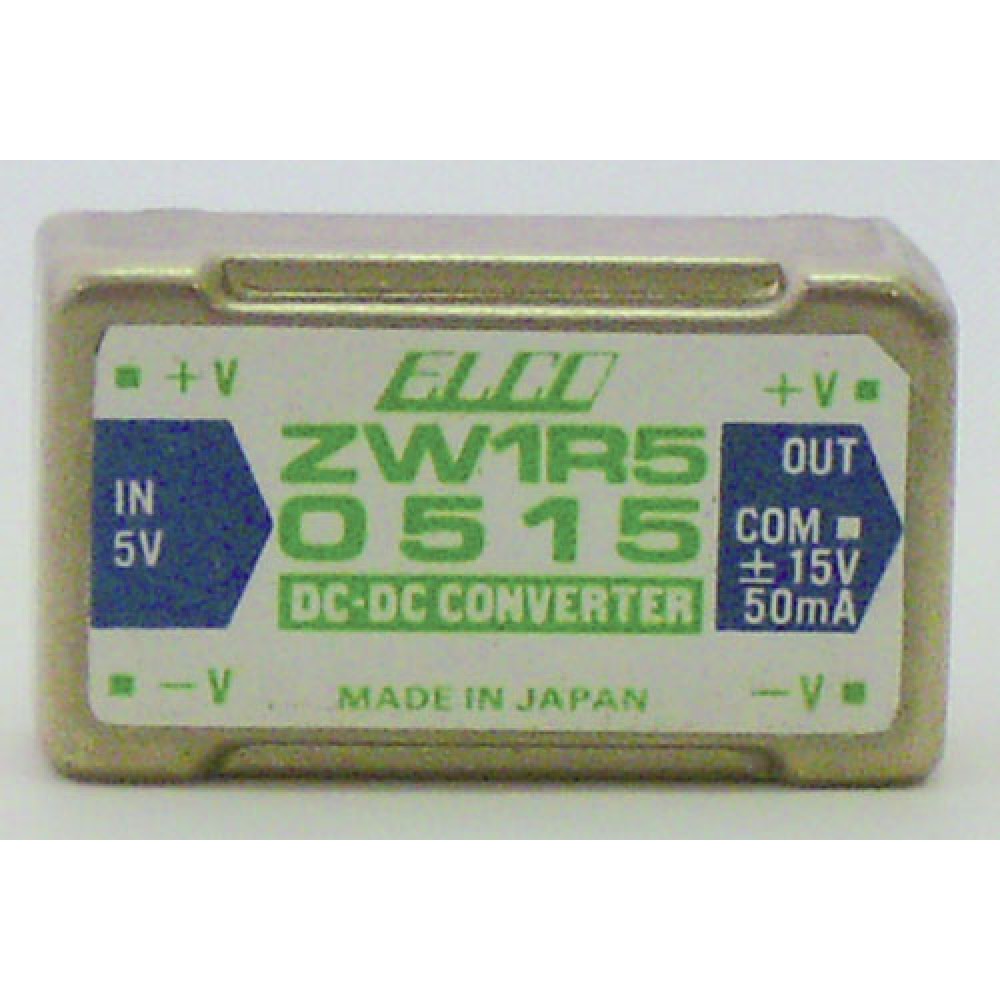 +V
ELCO
+V
ZW1R5
0515
DC-DC CONVERTER
IN
5V
OUT
COM
± 15V
50mA
−V
MADE IN JAPAN
−V